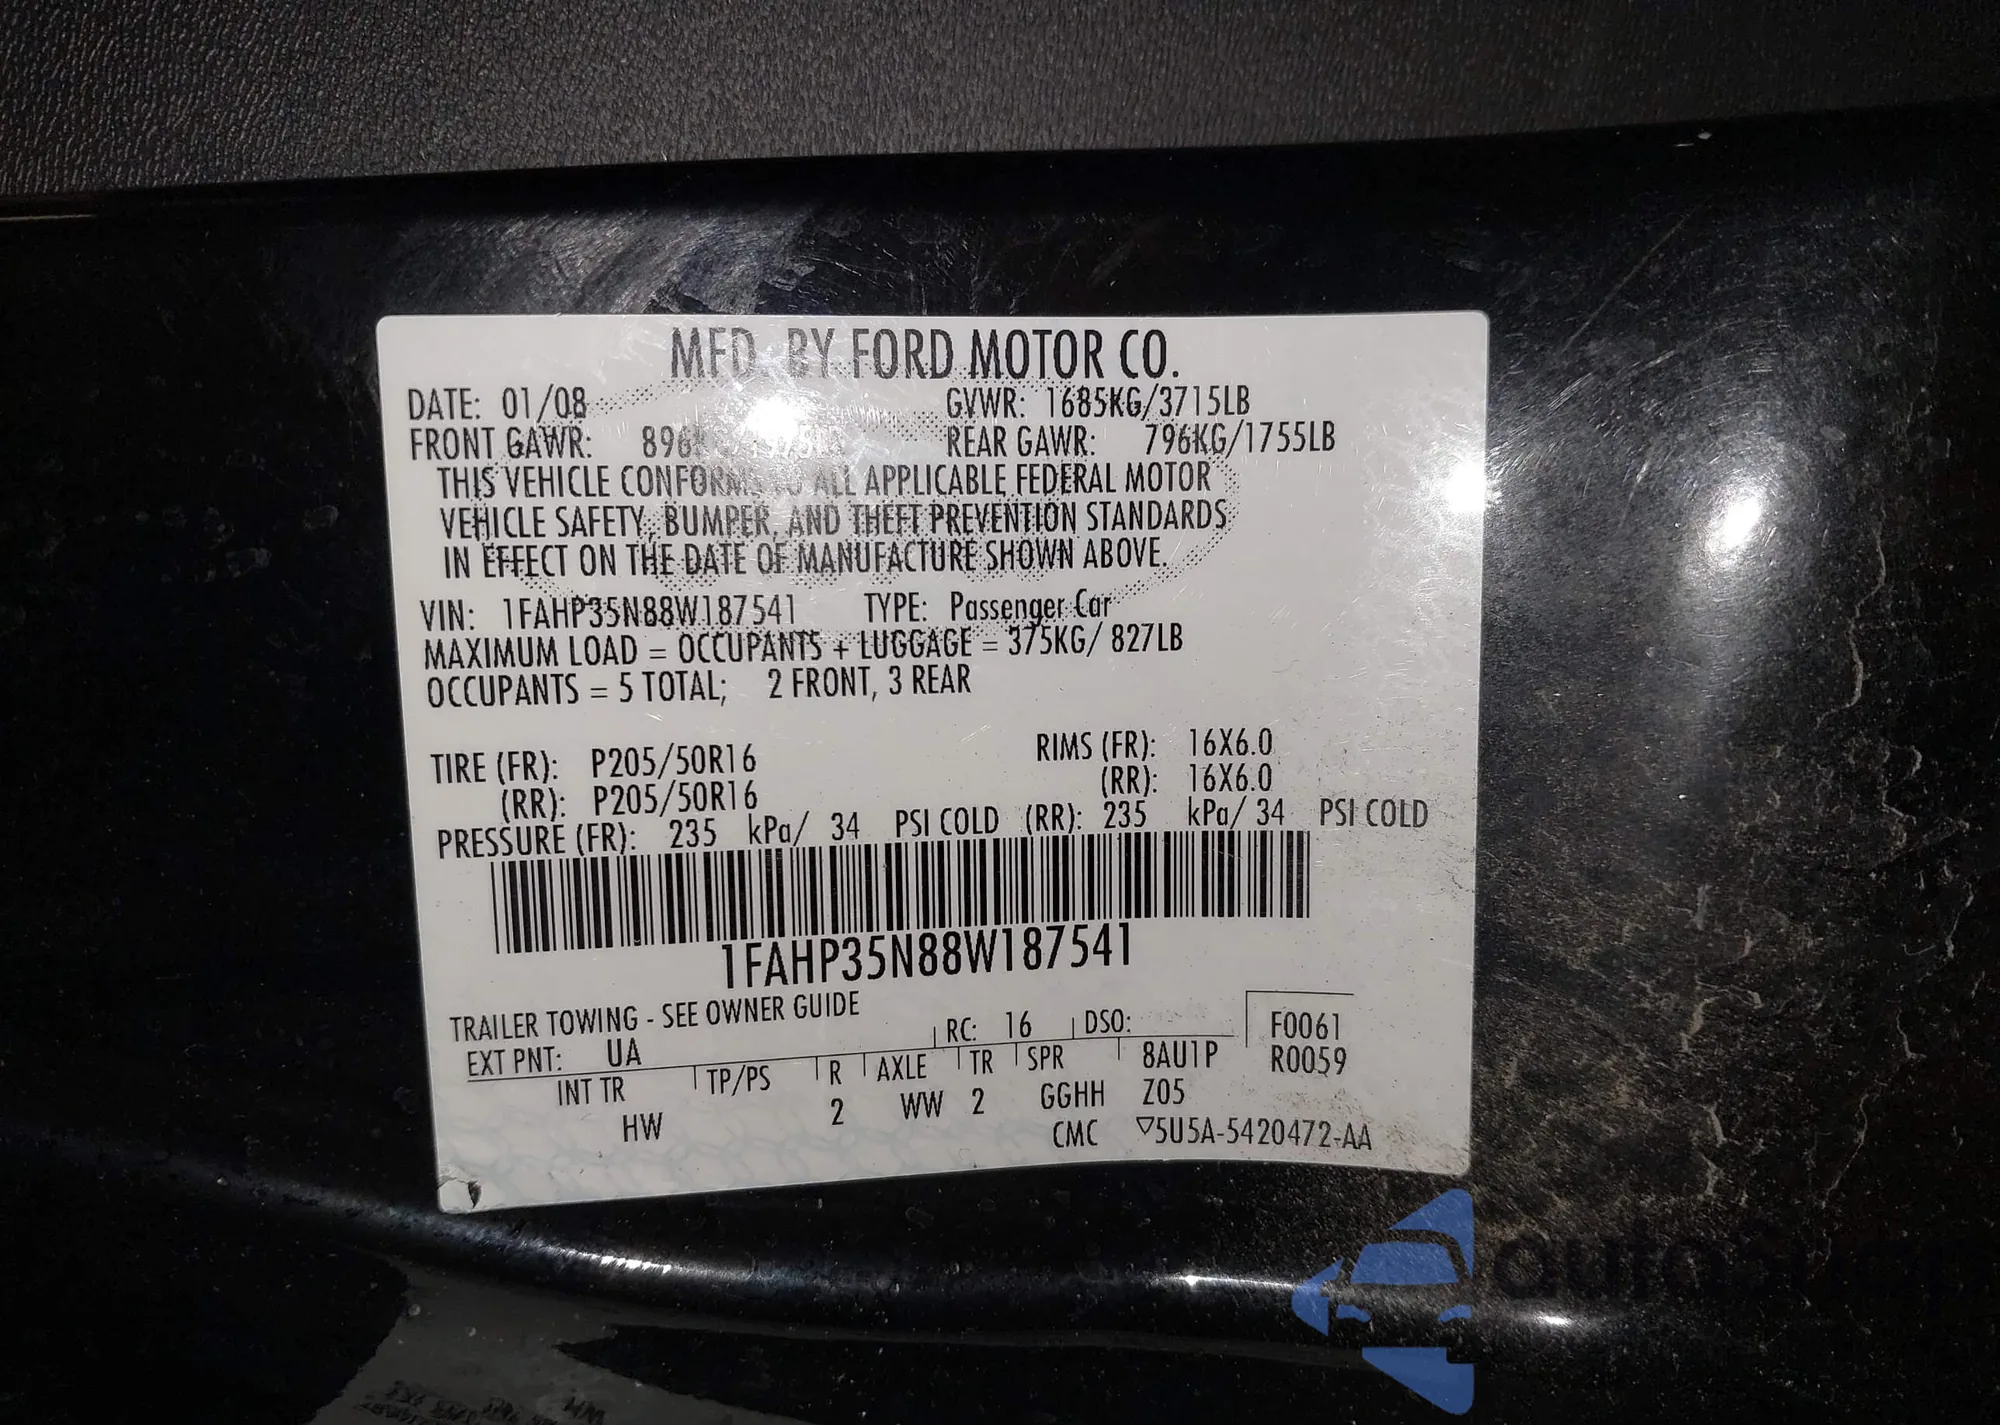 MFD. BY FORD MOTOR CO.
DATE: 01/08 GVWR: 1685KG/3715LB
FRONT GAWR: 896KG/ REAR GAWR: 796KG/1755LB
THIS VEHICLE CONFORMS TO ALL APPLICABLE FEDERAL MOTOR
VEHICLE SAFETY, BUMPER, AND THEFT PREVENTION STANDARDS
IN EFFECT ON THE DATE OF MANUFACTURE SHOWN ABOVE.
VIN: 1FAHP35N88W187541 TYPE: Passenger Car
MAXIMUM LOAD = OCCUPANTS + LUGGAGE = 375KG/ 827LB
OCCUPANTS = 5 TOTAL; 2 FRONT, 3 REAR
TIRE (FR): P205/50R16 RIMS (FR): 16X6.0
(RR): P205/50R16 (RR): 16X6.0
PRESSURE (FR): 235 kPa/ 34 PSI COLD (RR): 235 kPa/ 34 PSI COLD
1FAHP35N88W187541
TRAILER TOWING - SEE OWNER GUIDE
EXT PNT: UA RC: 16 DSO: F0061
INT TR TP/PS R AXLE TR SPR 8AU1P R0059
HW 2 WW 2 GGHH Z05
CMC ▽5U5A-5420472-AA